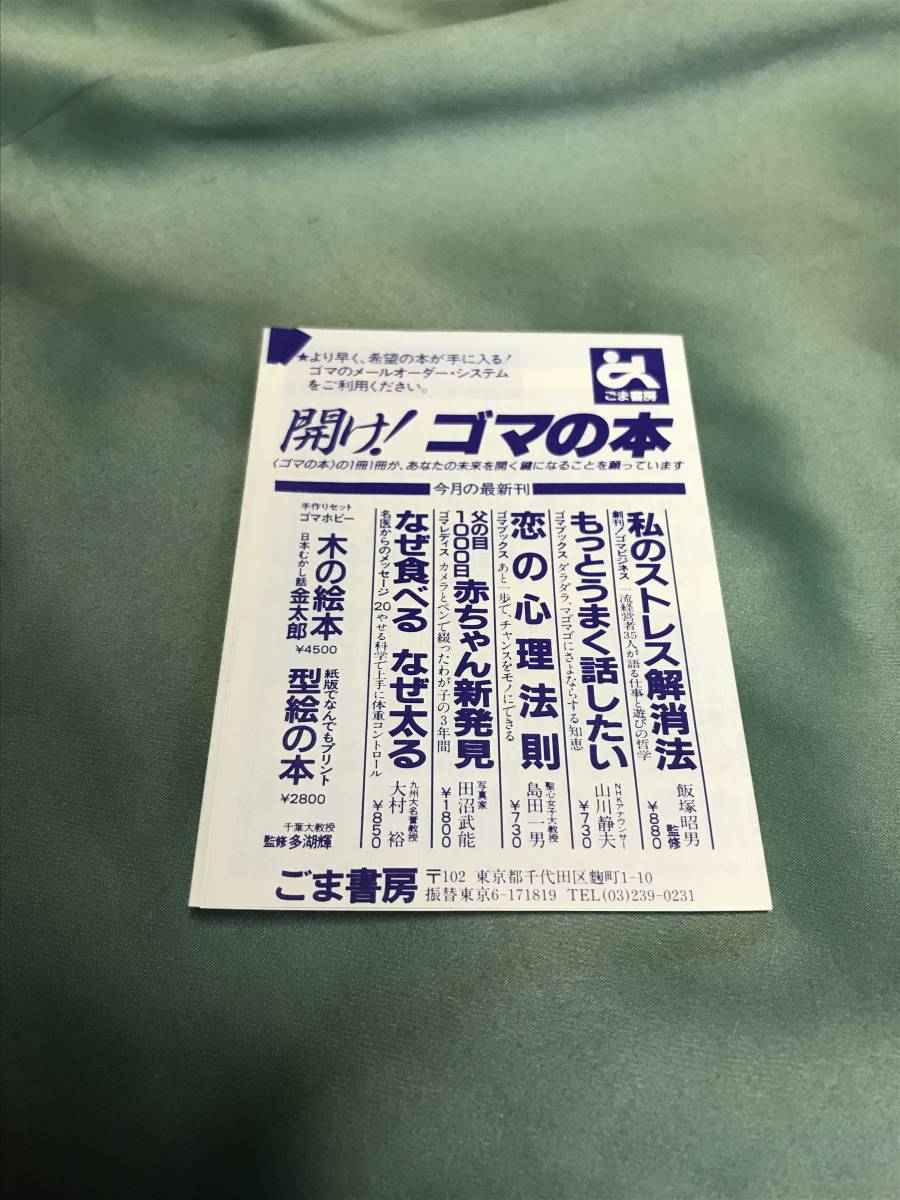 ★より早く、希望の本が手に入る!
ゴマのメールオーダー・システム
をご利用ください。
ごま書房
開け! ゴマの本
〈ゴマの本〉の1冊1冊が、あなたの未来を開く鍵になることを願っています
今月の最新刊
私のストレス解消法
創刊!ゴマビジネス 一流経営者35人が語る仕事と遊びの哲学
飯塚昭男 監修
¥880
もっとうまく話したい
ゴマブックス ダラダラ、マゴマゴにさよならする知恵
NHKアナウンサー
山川静夫
¥730
恋の心理法則
ゴマブックス あと一歩で、チャンスをモノにできる
聖心女子大教授
島田一男
¥730
父の目1000日 赤ちゃん新発見
ゴマレディス カメラとペンで綴ったわが子の3年間
写真家
田沼武能
¥1800
なぜ食べる なぜ太る
名医からのメッセージ20 やせる科学で上手に体重コントロール
九州大名誉教授
大村 裕
¥850
手作りセット
ゴマホビー
木の絵本
日本むかし話 金太郎
¥4500
紙版でなんでもプリント
型絵の本
¥2800
千葉大教授
監修 多湖輝
ごま書房
〒102 東京都千代田区麴町1-10
振替東京6-171819 TEL(03)239-0231